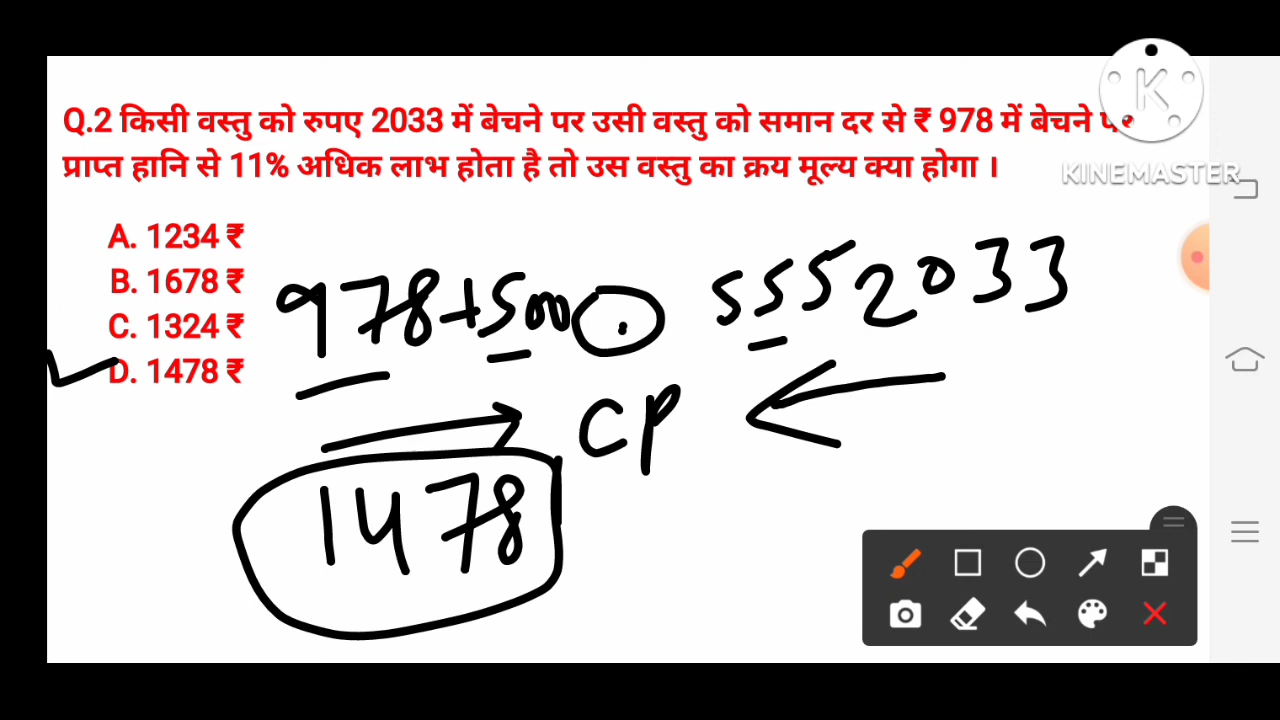 Q.2 किसी वस्तु को रुपए 2033 में बेचने पर उसी वस्तु को समान दर से ₹ 978 में बेचने पर
प्राप्त हानि से 11% अधिक लाभ होता है तो उस वस्तु का क्रय मूल्य क्या होगा ।
KINEMASTER
A. 1234 ₹
B. 1678 ₹
C. 1324 ₹
D. 1478 ₹
978+500 555 2033
CP
1478